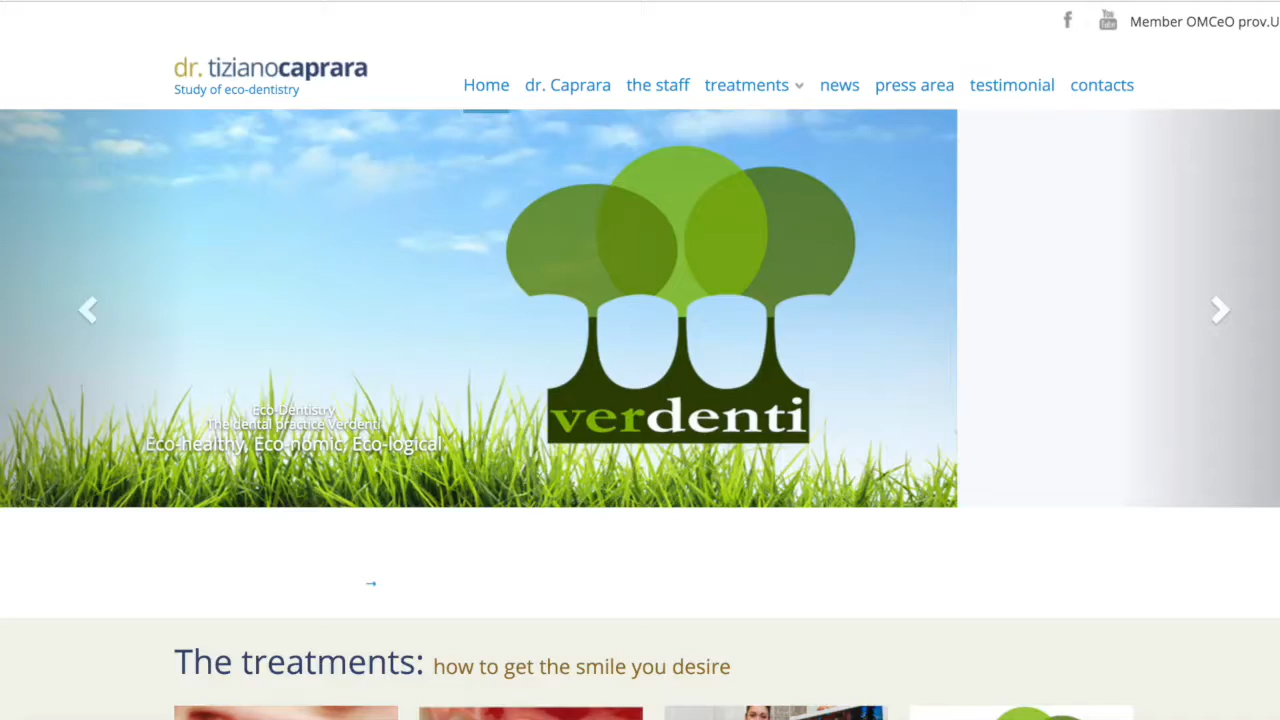 f
You Tube
Member OMCeO prov.U
dr. tizianocaprara
Study of eco-dentistry
Home dr. Caprara the staff treatments news press area testimonial contacts
verdenti
Eco-Dentistry
The dental practice Verdenti
Eco-healthy, Eco-nomic, Eco-logical
→
The treatments: how to get the smile you desire